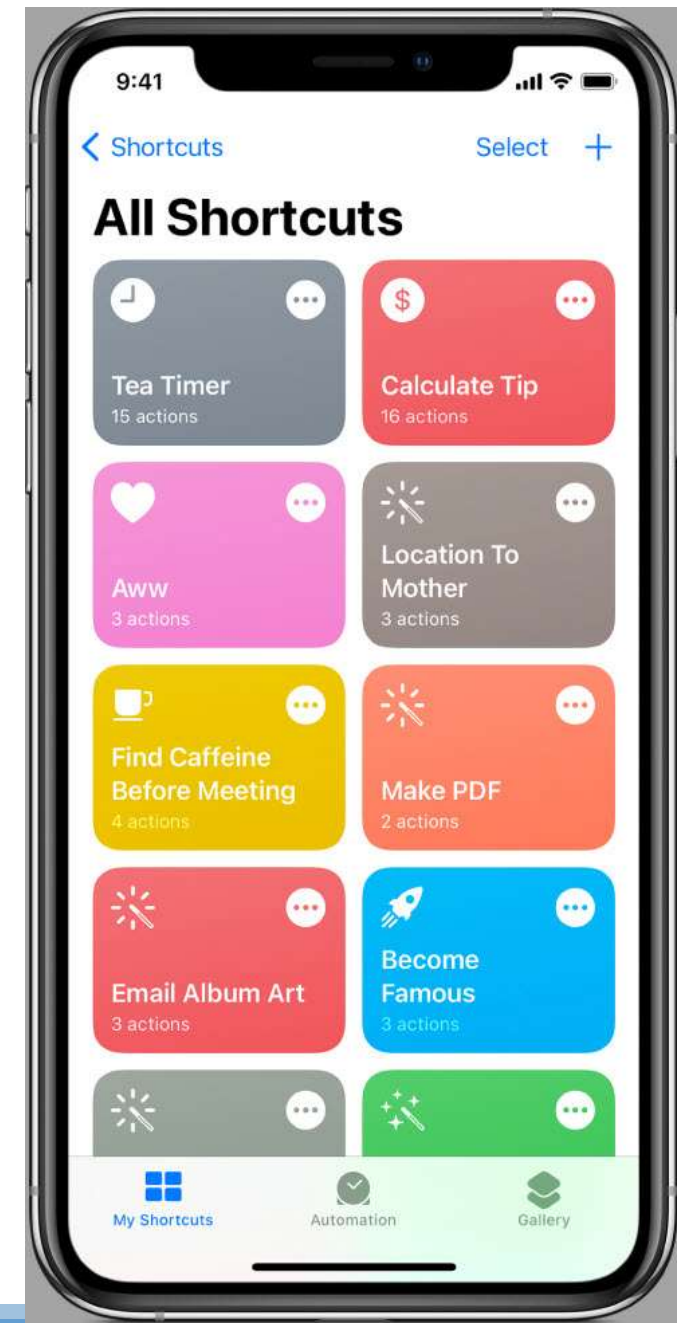 9:41
Shortcuts
Select +
All Shortcuts
Tea Timer
15 actions
$
Calculate Tip
16 actions
Aww
3 actions
Location To
Mother
3 actions
Find Caffeine
Before Meeting
4 actions
Make PDF
2 actions
Email Album Art
3 actions
Become
Famous
3 actions
My Shortcuts
Automation
Gallery